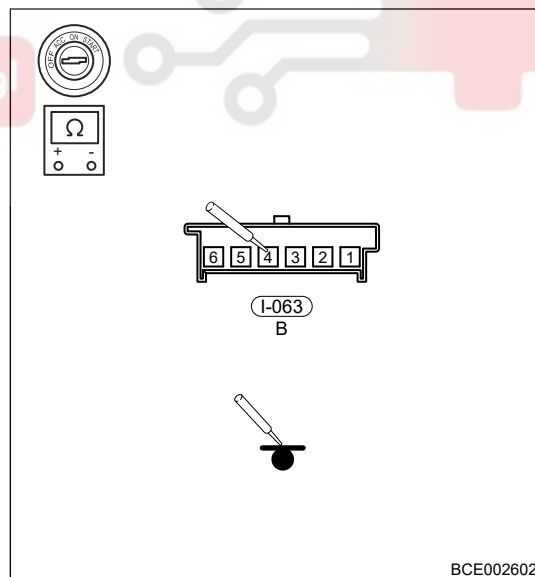 OFF ACC ON START
Ω
+ -
6 5 4 3 2 1
I-063
B
BCE002602